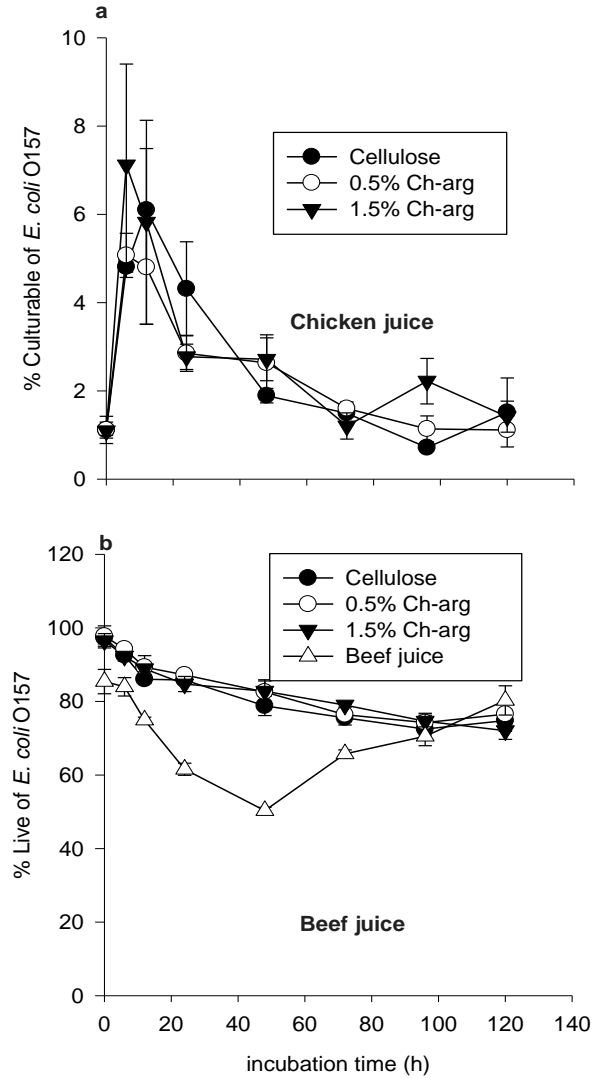 a
10
8
6
4
2
0
% Culturable of E. coli O157
Cellulose
0.5% Ch-arg
1.5% Ch-arg
Chicken juice
b
120
100
80
60
40
20
0
% Live of E. coli O157
Cellulose
0.5% Ch-arg
1.5% Ch-arg
Beef juice
Beef juice
0 20 40 60 80 100 120 140
incubation time (h)